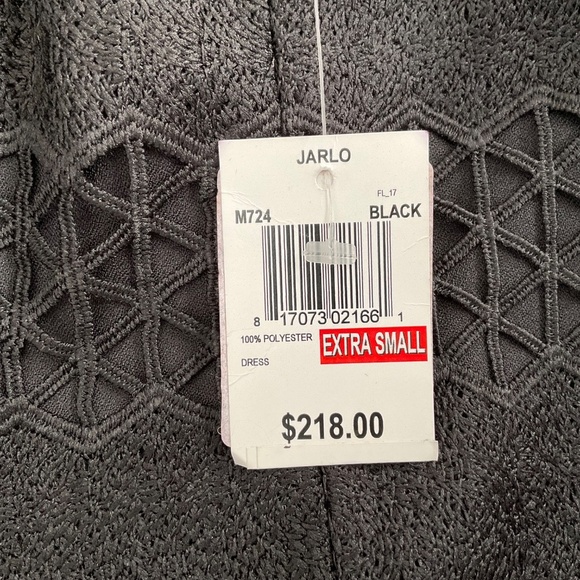 JARLO
FL_17
M724 BLACK
8 17073 02166 1
100% POLYESTER EXTRA SMALL
DRESS
$218.00